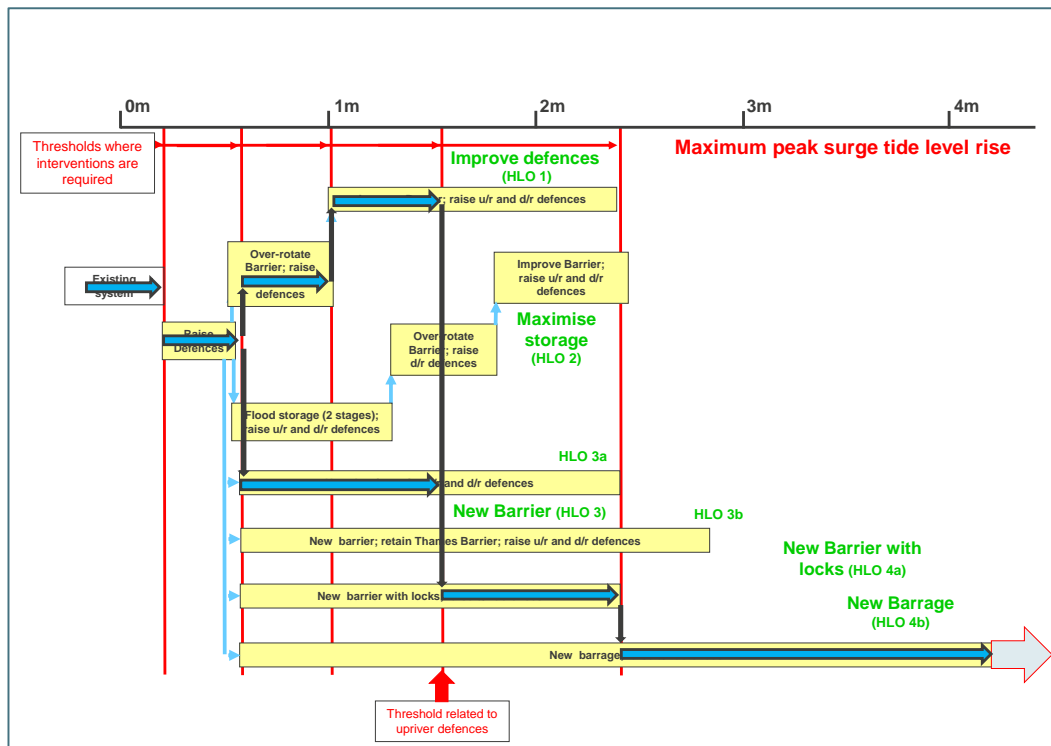 0m
1m
2m
3m
4m
Thresholds where
interventions are
required
Maximum peak surge tide level rise
Improve defences
(HLO 1)
; raise u/r and d/r defences
Existing
system
Over-rotate
Barrier; raise
defences
Improve Barrier;
raise u/r and d/r
defences
Raise
Defences
Maximise
storage
(HLO 2)
Over-rotate
Barrier; raise
d/r defences
Flood storage (2 stages);
raise u/r and d/r defences
HLO 3a
and d/r defences
New Barrier (HLO 3)
HLO 3b
New barrier; retain Thames Barrier; raise u/r and d/r defences
New Barrier with
locks (HLO 4a)
New barrier with locks
New Barrage
(HLO 4b)
New barrage
Threshold related to
upriver defences